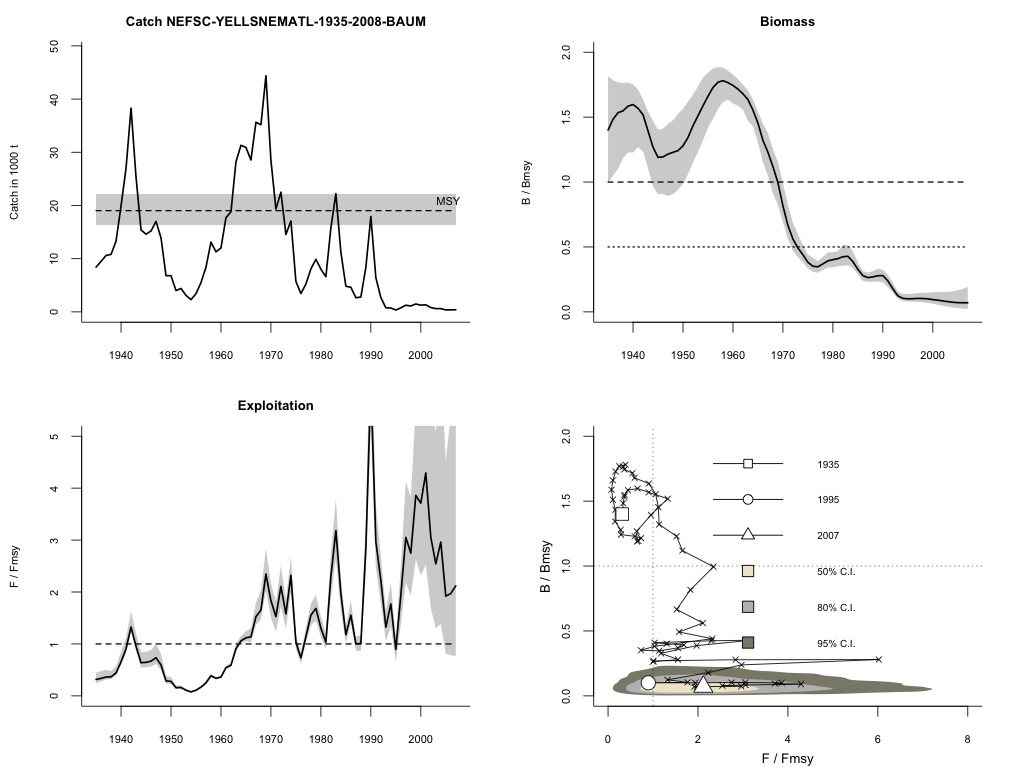 Catch NEFSC-YELLSNEMATL-1935-2008-BAUM
Catch in 1000 t
50
40
30
20
10
0
MSY
1940 1950 1960 1970 1980 1990 2000
Biomass
B / Bmsy
2.0
1.5
1.0
0.5
0.0
1940 1950 1960 1970 1980 1990 2000
Exploitation
F / Fmsy
5
4
3
2
1
0
1940 1950 1960 1970 1980 1990 2000
B / Bmsy
2.0
1.5
1.0
0.5
0.0
1935
1995
2007
50% C.I.
80% C.I.
95% C.I.
0 2 4 6 8
F / Fmsy